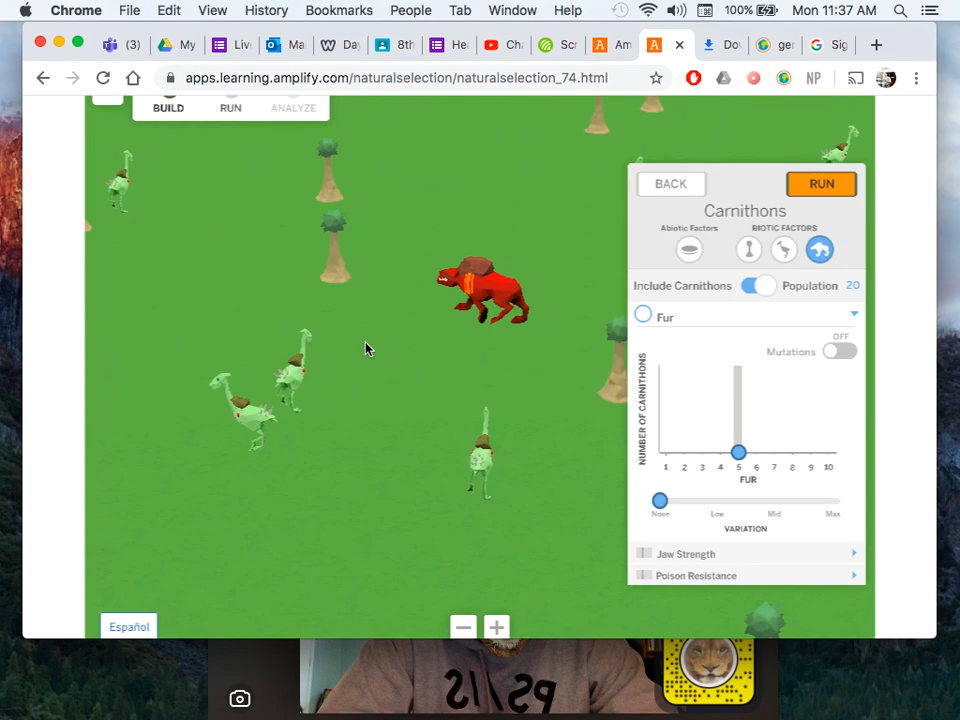 Chrome File Edit View History Bookmarks People Tab Window Help 100% Mon 11:37 AM
(3) My Liv Ma Da 8th He Ch Scr Am Do ger Sig
apps.learning.amplify.com/naturalselection/naturalselection_74.html
NP
BUILD RUN ANALYZE
BACK RUN
Carnithons
Abiotic Factors BIOTIC FACTORS
Include Carnithons Population 20
Fur
OFF
Mutations
NUMBER OF CARNITHONS
1 2 3 4 5 6 7 8 9 10
FUR
None Low Mid Max
VARIATION
Jaw Strength
Poison Resistance
Español
PS/IS